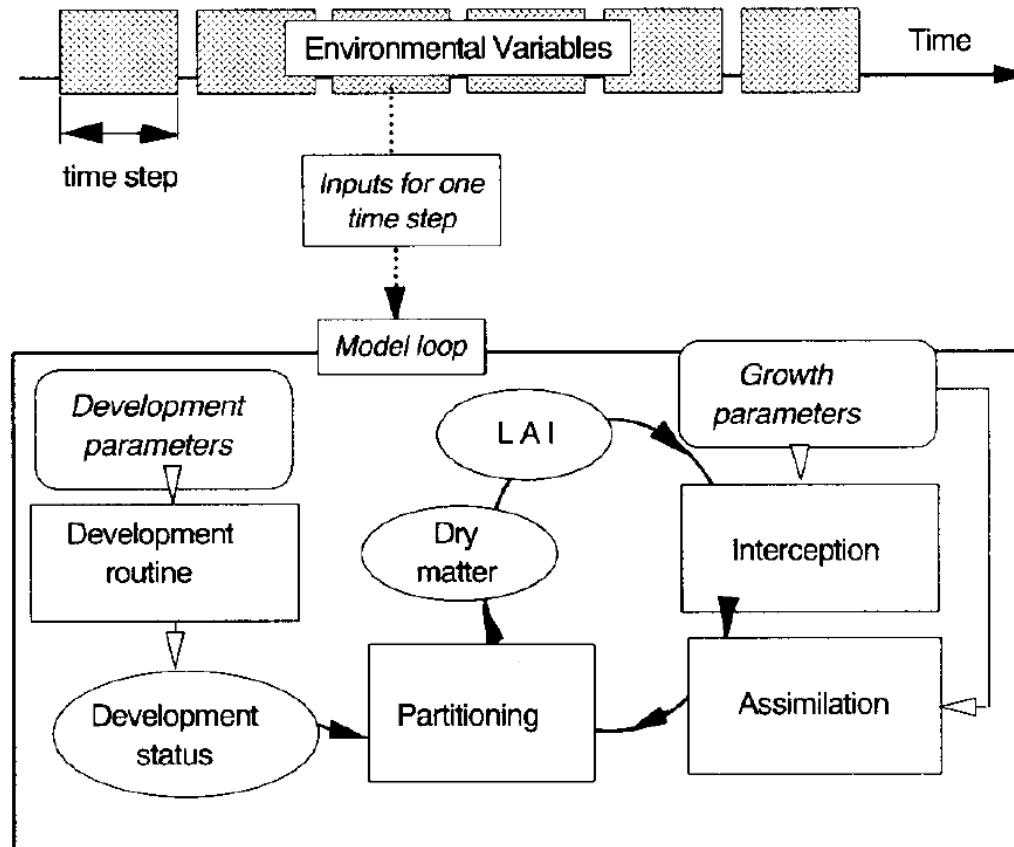 Environmental Variables
Time
time step
Inputs for one
time step
Model loop
Development
parameters
L A I
Growth
parameters
Development
routine
Dry
matter
Interception
Development
status
Partitioning
Assimilation